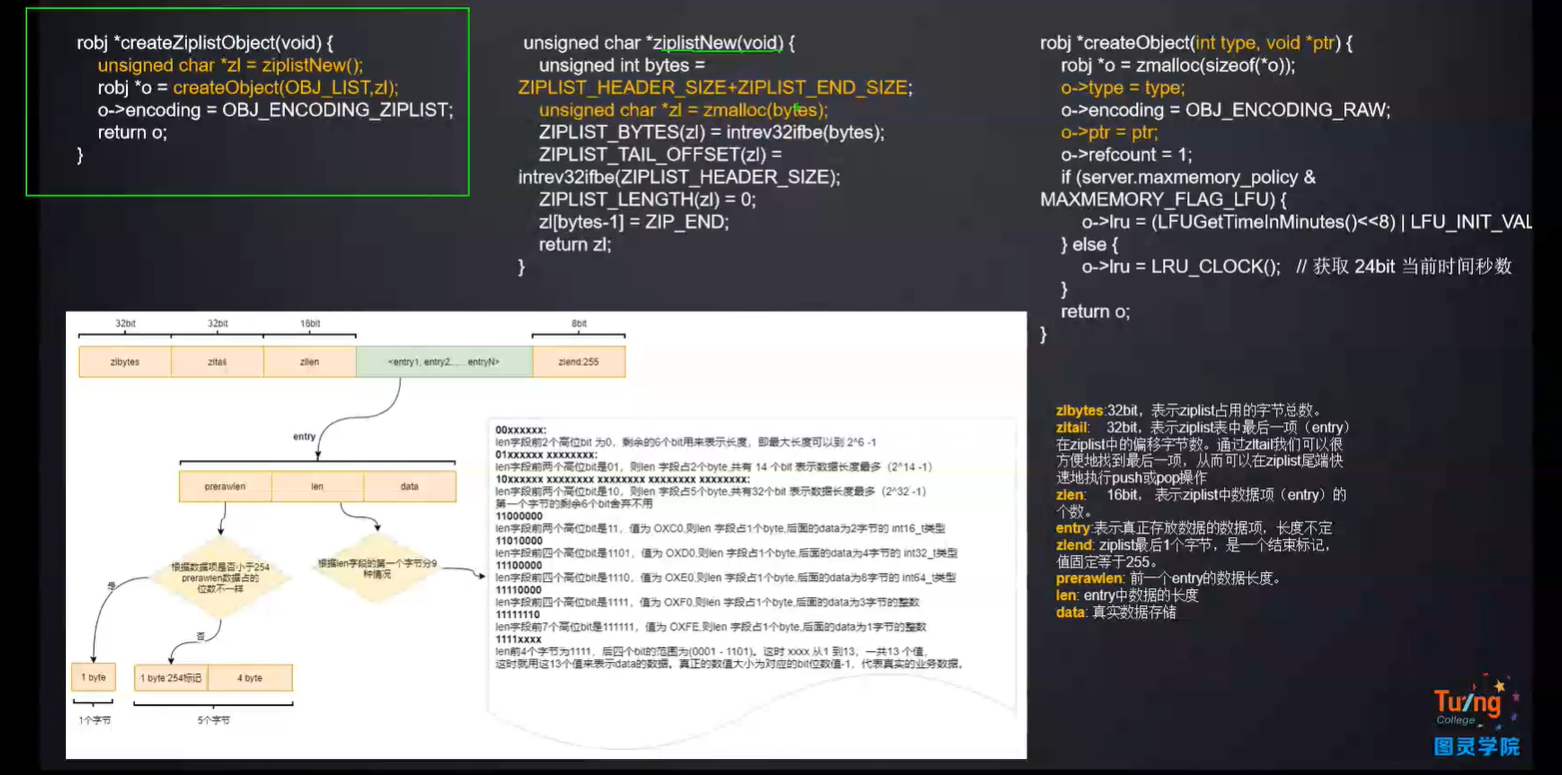 robj *createZiplistObject(void) {
unsigned char *zl = ziplistNew();
robj *o = createObject(OBJ_LIST,zl);
o->encoding = OBJ_ENCODING_ZIPLIST;
return o;
}
unsigned char *ziplistNew(void) {
unsigned int bytes =
ZIPLIST_HEADER_SIZE+ZIPLIST_END_SIZE;
unsigned char *zl = zmalloc(bytes);
ZIPLIST_BYTES(zl) = intrev32ifbe(bytes);
ZIPLIST_TAIL_OFFSET(zl) =
intrev32ifbe(ZIPLIST_HEADER_SIZE);
ZIPLIST_LENGTH(zl) = 0;
zl[bytes-1] = ZIP_END;
return zl;
}
robj *createObject(int type, void *ptr) {
robj *o = zmalloc(sizeof(*o));
o->type = type;
o->encoding = OBJ_ENCODING_RAW;
o->ptr = ptr;
o->refcount = 1;
if (server.maxmemory_policy &
MAXMEMORY_FLAG_LFU) {
o->lru = (LFUGetTimeInMinutes()<<8) | LFU_INIT_VAL
} else {
o->lru = LRU_CLOCK(); // 获取 24bit 当前时间秒数
}
return o;
}
32bit 32bit 16bit 8bit
zlbytes zltail zllen <entry1, entry2......entryN> zlend:255
entry
prerawlen len data
根据数据项是否小于254
prerawlen数据占的
位数不一样
根据len字段的第一个字节分9
种情况
是
否
1 byte
1 byte:254标记 4 byte
1个字节
5个字节
00xxxxxx:
len字段前2个高位bit 为0，剩余的6个bit用来表示长度，即最大长度可以到 2^6 -1
01xxxxxx xxxxxxxx:
len字段前两个高位bit是01，则len 字段占2个byte,共有 14 个bit 表示数据长度最多（2^14 -1）
10xxxxxx xxxxxxxx xxxxxxxx xxxxxxxx xxxxxxxx:
len字段前两个高位bit是10，则len 字段占5个byte,共有32个bit 表示数据长度最多（2^32 -1）
第一个字节的剩余6个bit舍弃不用
11000000
len字段前两个高位bit是11，值为 OXC0,则len 字段占1个byte,后面的data为2字节的 int16_t类型
11010000
len字段前四个高位bit是1101，值为 OXD0,则len 字段占1个byte,后面的data为4字节的 int32_t类型
11100000
len字段前四个高位bit是1110，值为 OXE0,则len 字段占1个byte,后面的data为8字节的 int64_t类型
11110000
len字段前四个高位bit是1111，值为 OXF0,则len 字段占1个byte,后面的data为3字节的整数
11111110
len字段前7个高位bit是111111，值为 OXFE,则len 字段占1个byte,后面的data为1字节的整数
1111xxxx
len前4个字节为1111，后四个bit的范围为(0001 - 1101)。这时 xxxx 从1 到13，一共13 个值，
这时就用这13个值来表示data的数据。真正的数值大小为对应的bit位数值-1，代表真实的业务数据。
zlbytes:32bit，表示ziplist占用的字节总数。
zltail: 32bit，表示ziplist表中最后一项（entry）
在ziplist中的偏移字节数。通过zltail我们可以很
方便地找到最后一项，从而可以在ziplist尾端快
速地执行push或pop操作
zlen: 16bit， 表示ziplist中数据项（entry）的
个数。
entry:表示真正存放数据的数据项，长度不定
zlend: ziplist最后1个字节，是一个结束标记，
值固定等于255。
prerawlen: 前一个entry的数据长度。
len: entry中数据的长度
data: 真实数据存储
Tuling
College
图灵学院